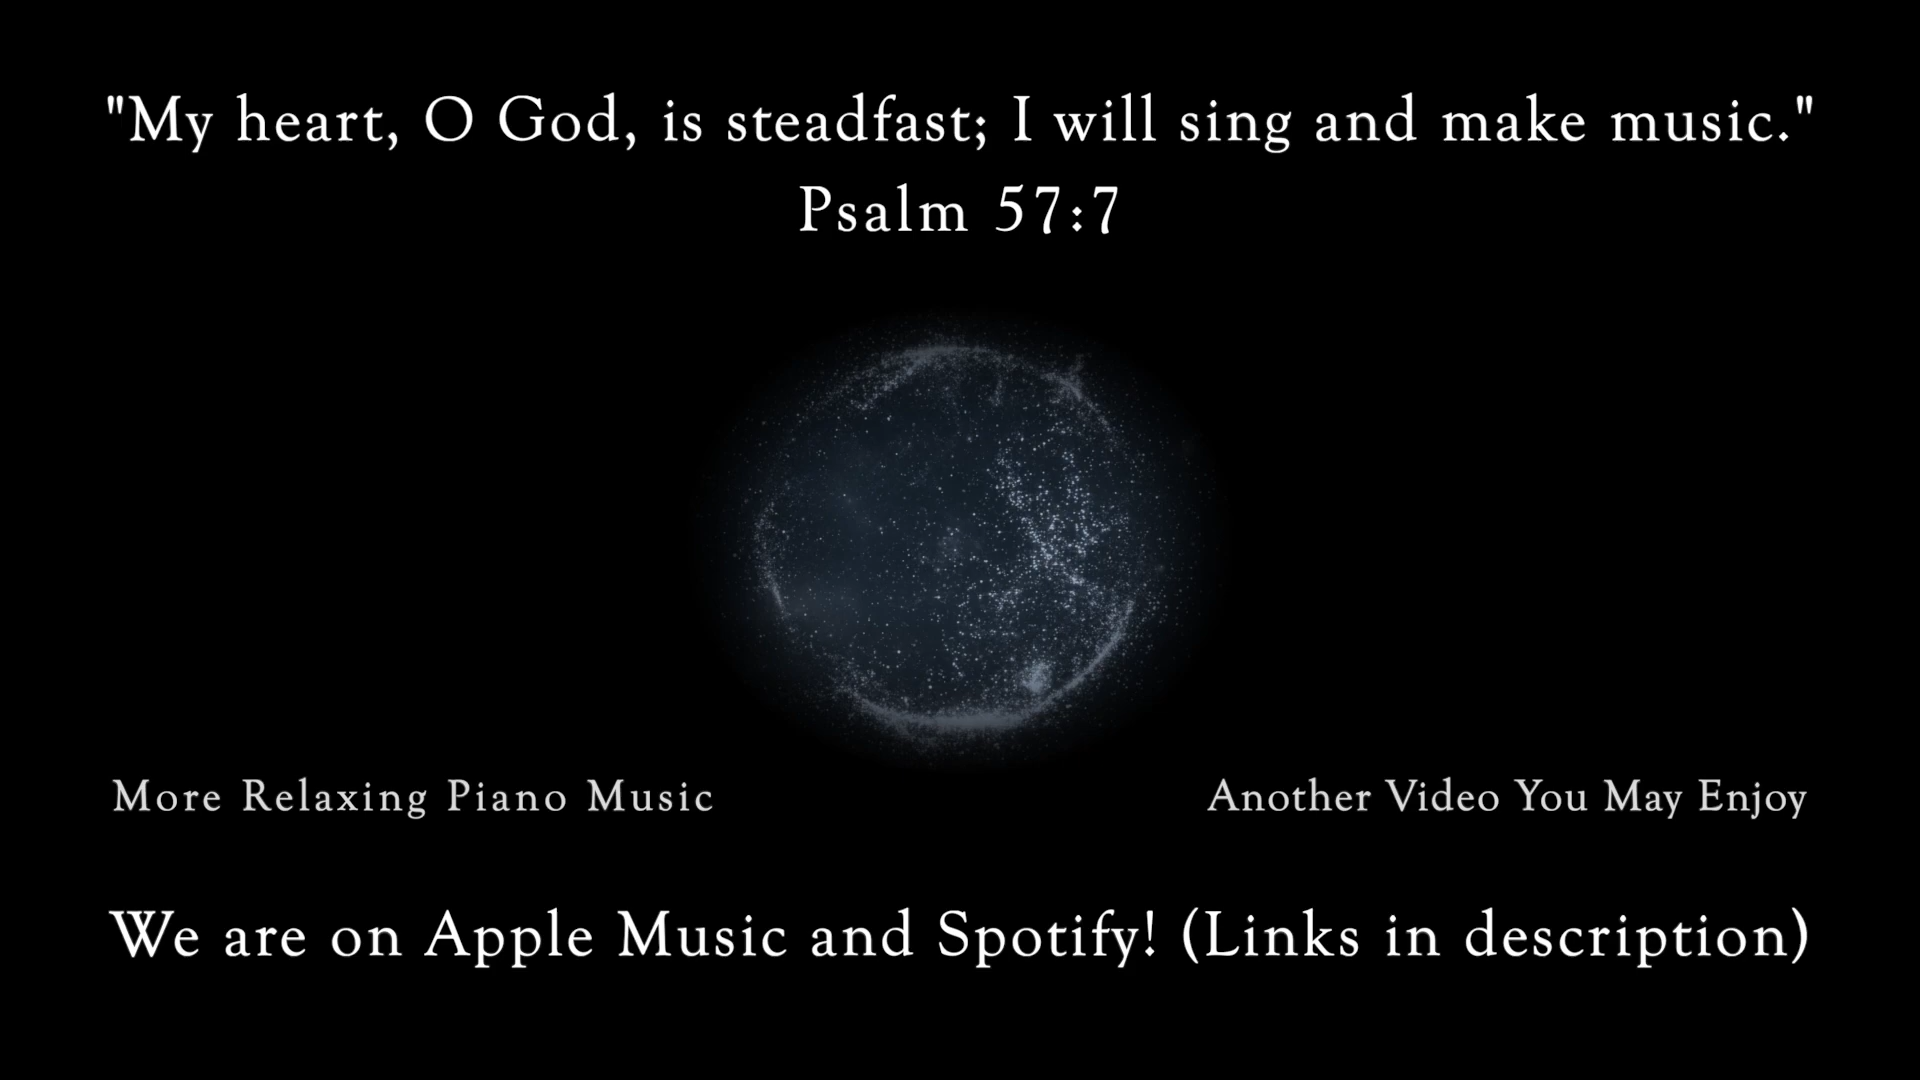 "My heart, O God, is steadfast; I will sing and make music."
Psalm 57:7
More Relaxing Piano Music
Another Video You May Enjoy
We are on Apple Music and Spotify! (Links in description)